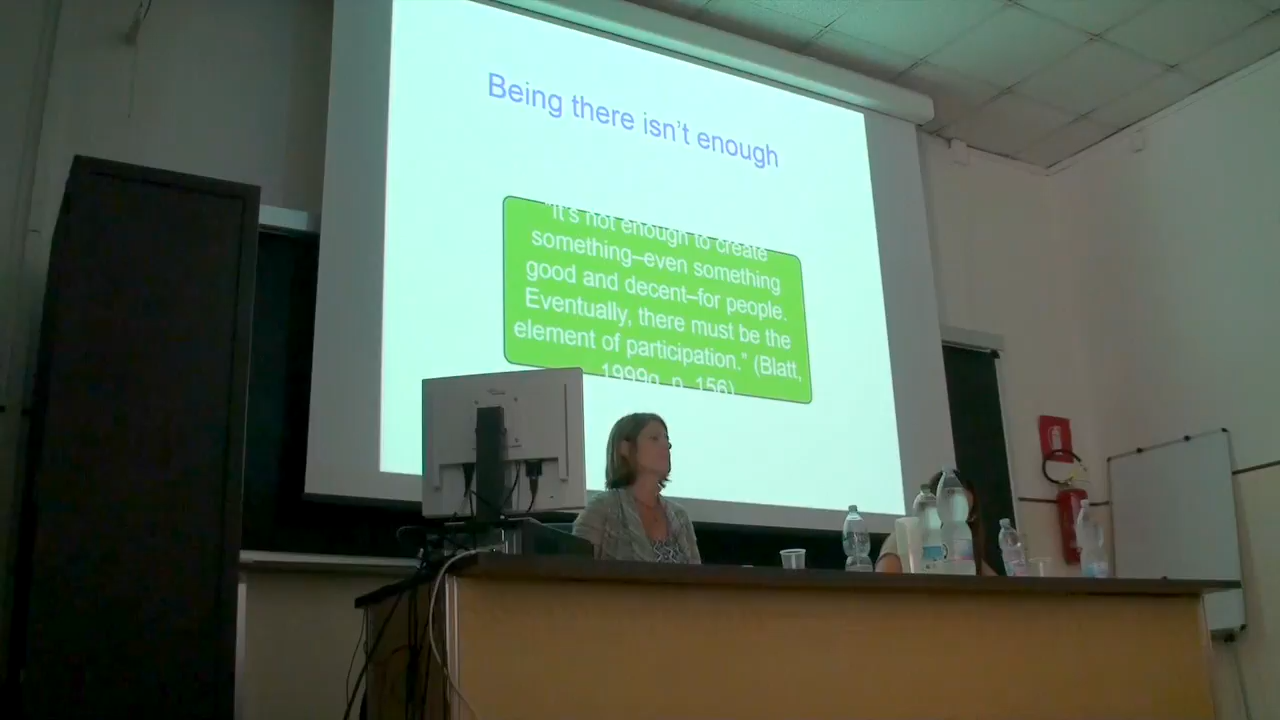 Being there isn't enough
"It's not enough to create
something–even something
good and decent–for people.
Eventually, there must be the
element of participation." (Blatt,
p. 156)